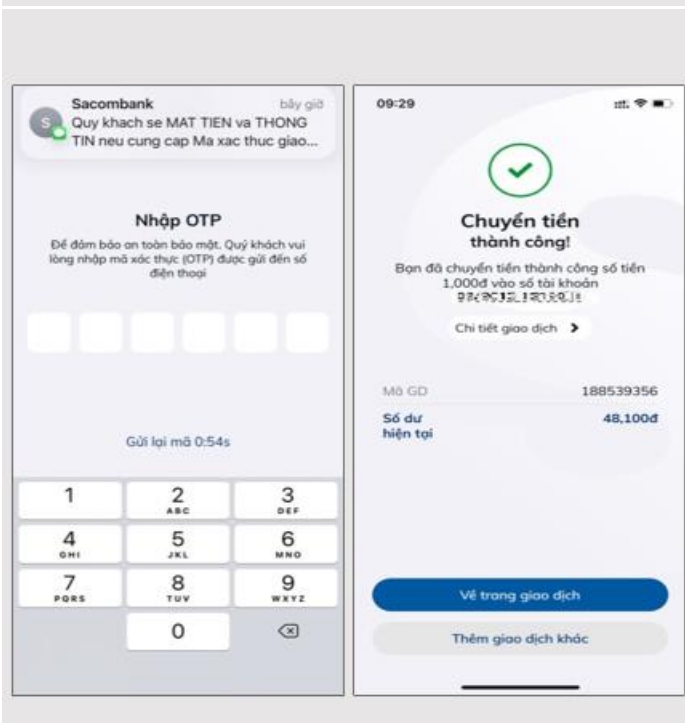 Sacombank bây giờ
Quy khach se MAT TIEN va THONG
TIN neu cung cap Ma xac thuc giao...
Nhập OTP
Để đảm bảo an toàn bảo mật. Quý khách vui
lòng nhập mã xác thực (OTP) được gửi đến số
điện thoại
Gửi lại mã 0:54s
1 2 3
ABC DEF
4 5 6
GHI JKL MNO
7 8 9
PQRS TUV WXYZ
0
09:29
Chuyển tiền
thành công!
Bạn đã chuyển tiền thành công số tiền
1,000đ vào số tài khoản
Chi tiết giao dịch
Mã GD 188539356
Số dư 48,100đ
hiện tại
Về trang giao dịch
Thêm giao dịch khác